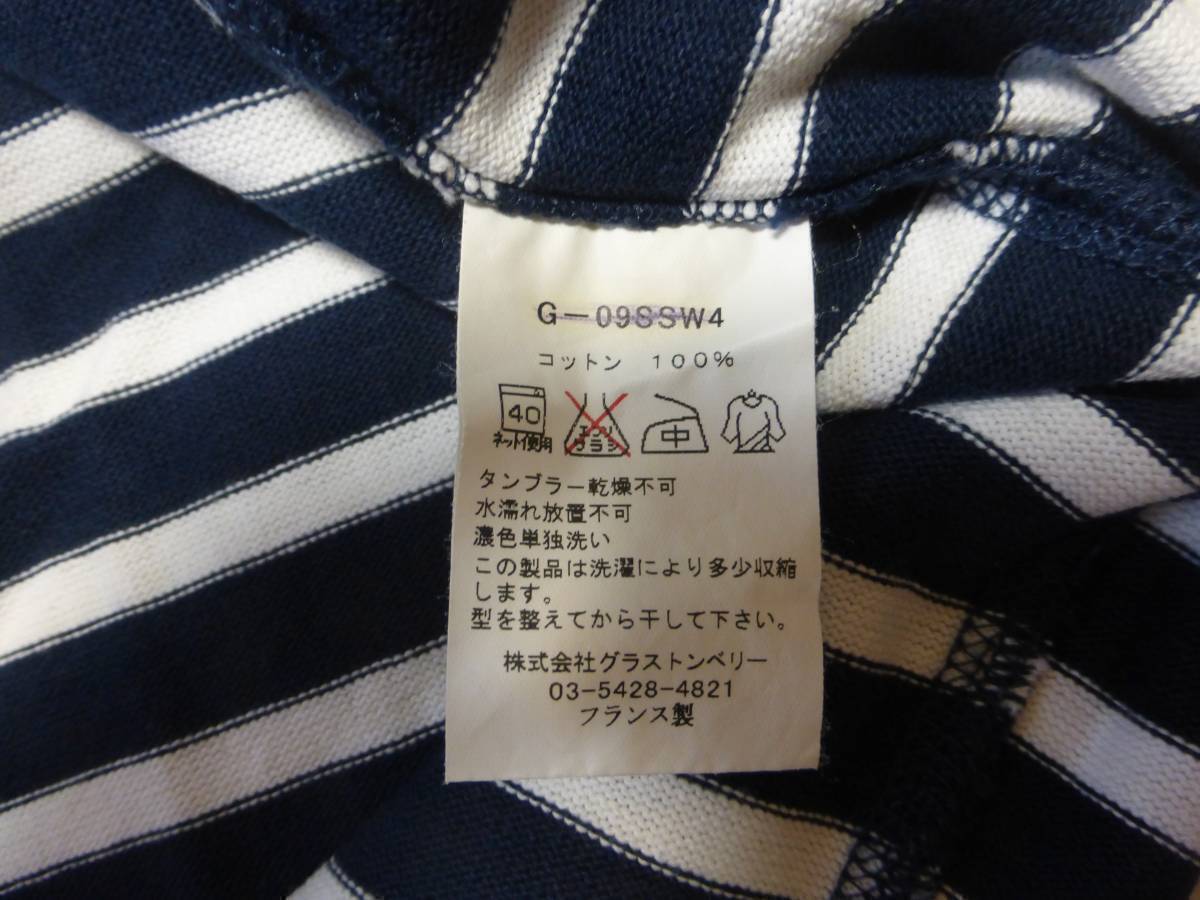 G-09SSW4
コットン 100%
40
ネット使用
エンソ
サラシ
中
タンブラー乾燥不可
水濡れ放置不可
濃色単独洗い
この製品は洗濯により多少収縮
します。
型を整えてから干して下さい。
株式会社グラストンベリー
03-5428-4821
フランス製